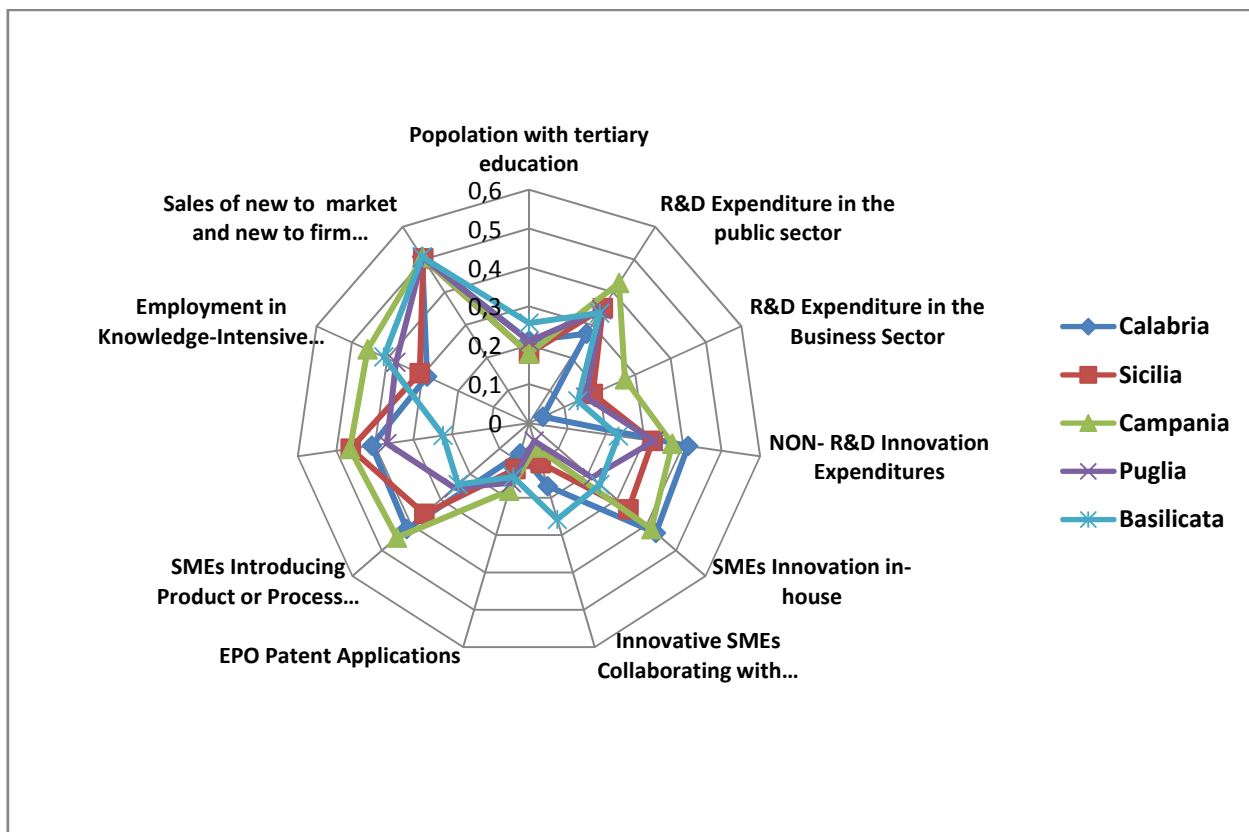 Popolation with tertiary
education
R&D Expenditure in the
public sector
R&D Expenditure in the
Business Sector
NON- R&D Innovation
Expenditures
SMEs Innovation in-
house
Innovative SMEs
Collaborating with…
EPO Patent Applications
SMEs Introducing
Product or Process…
Employment in
Knowledge-Intensive…
Sales of new to market
and new to firm…
0,6
0,5
0,4
0,3
0,2
0,1
0
Calabria
Sicilia
Campania
Puglia
Basilicata